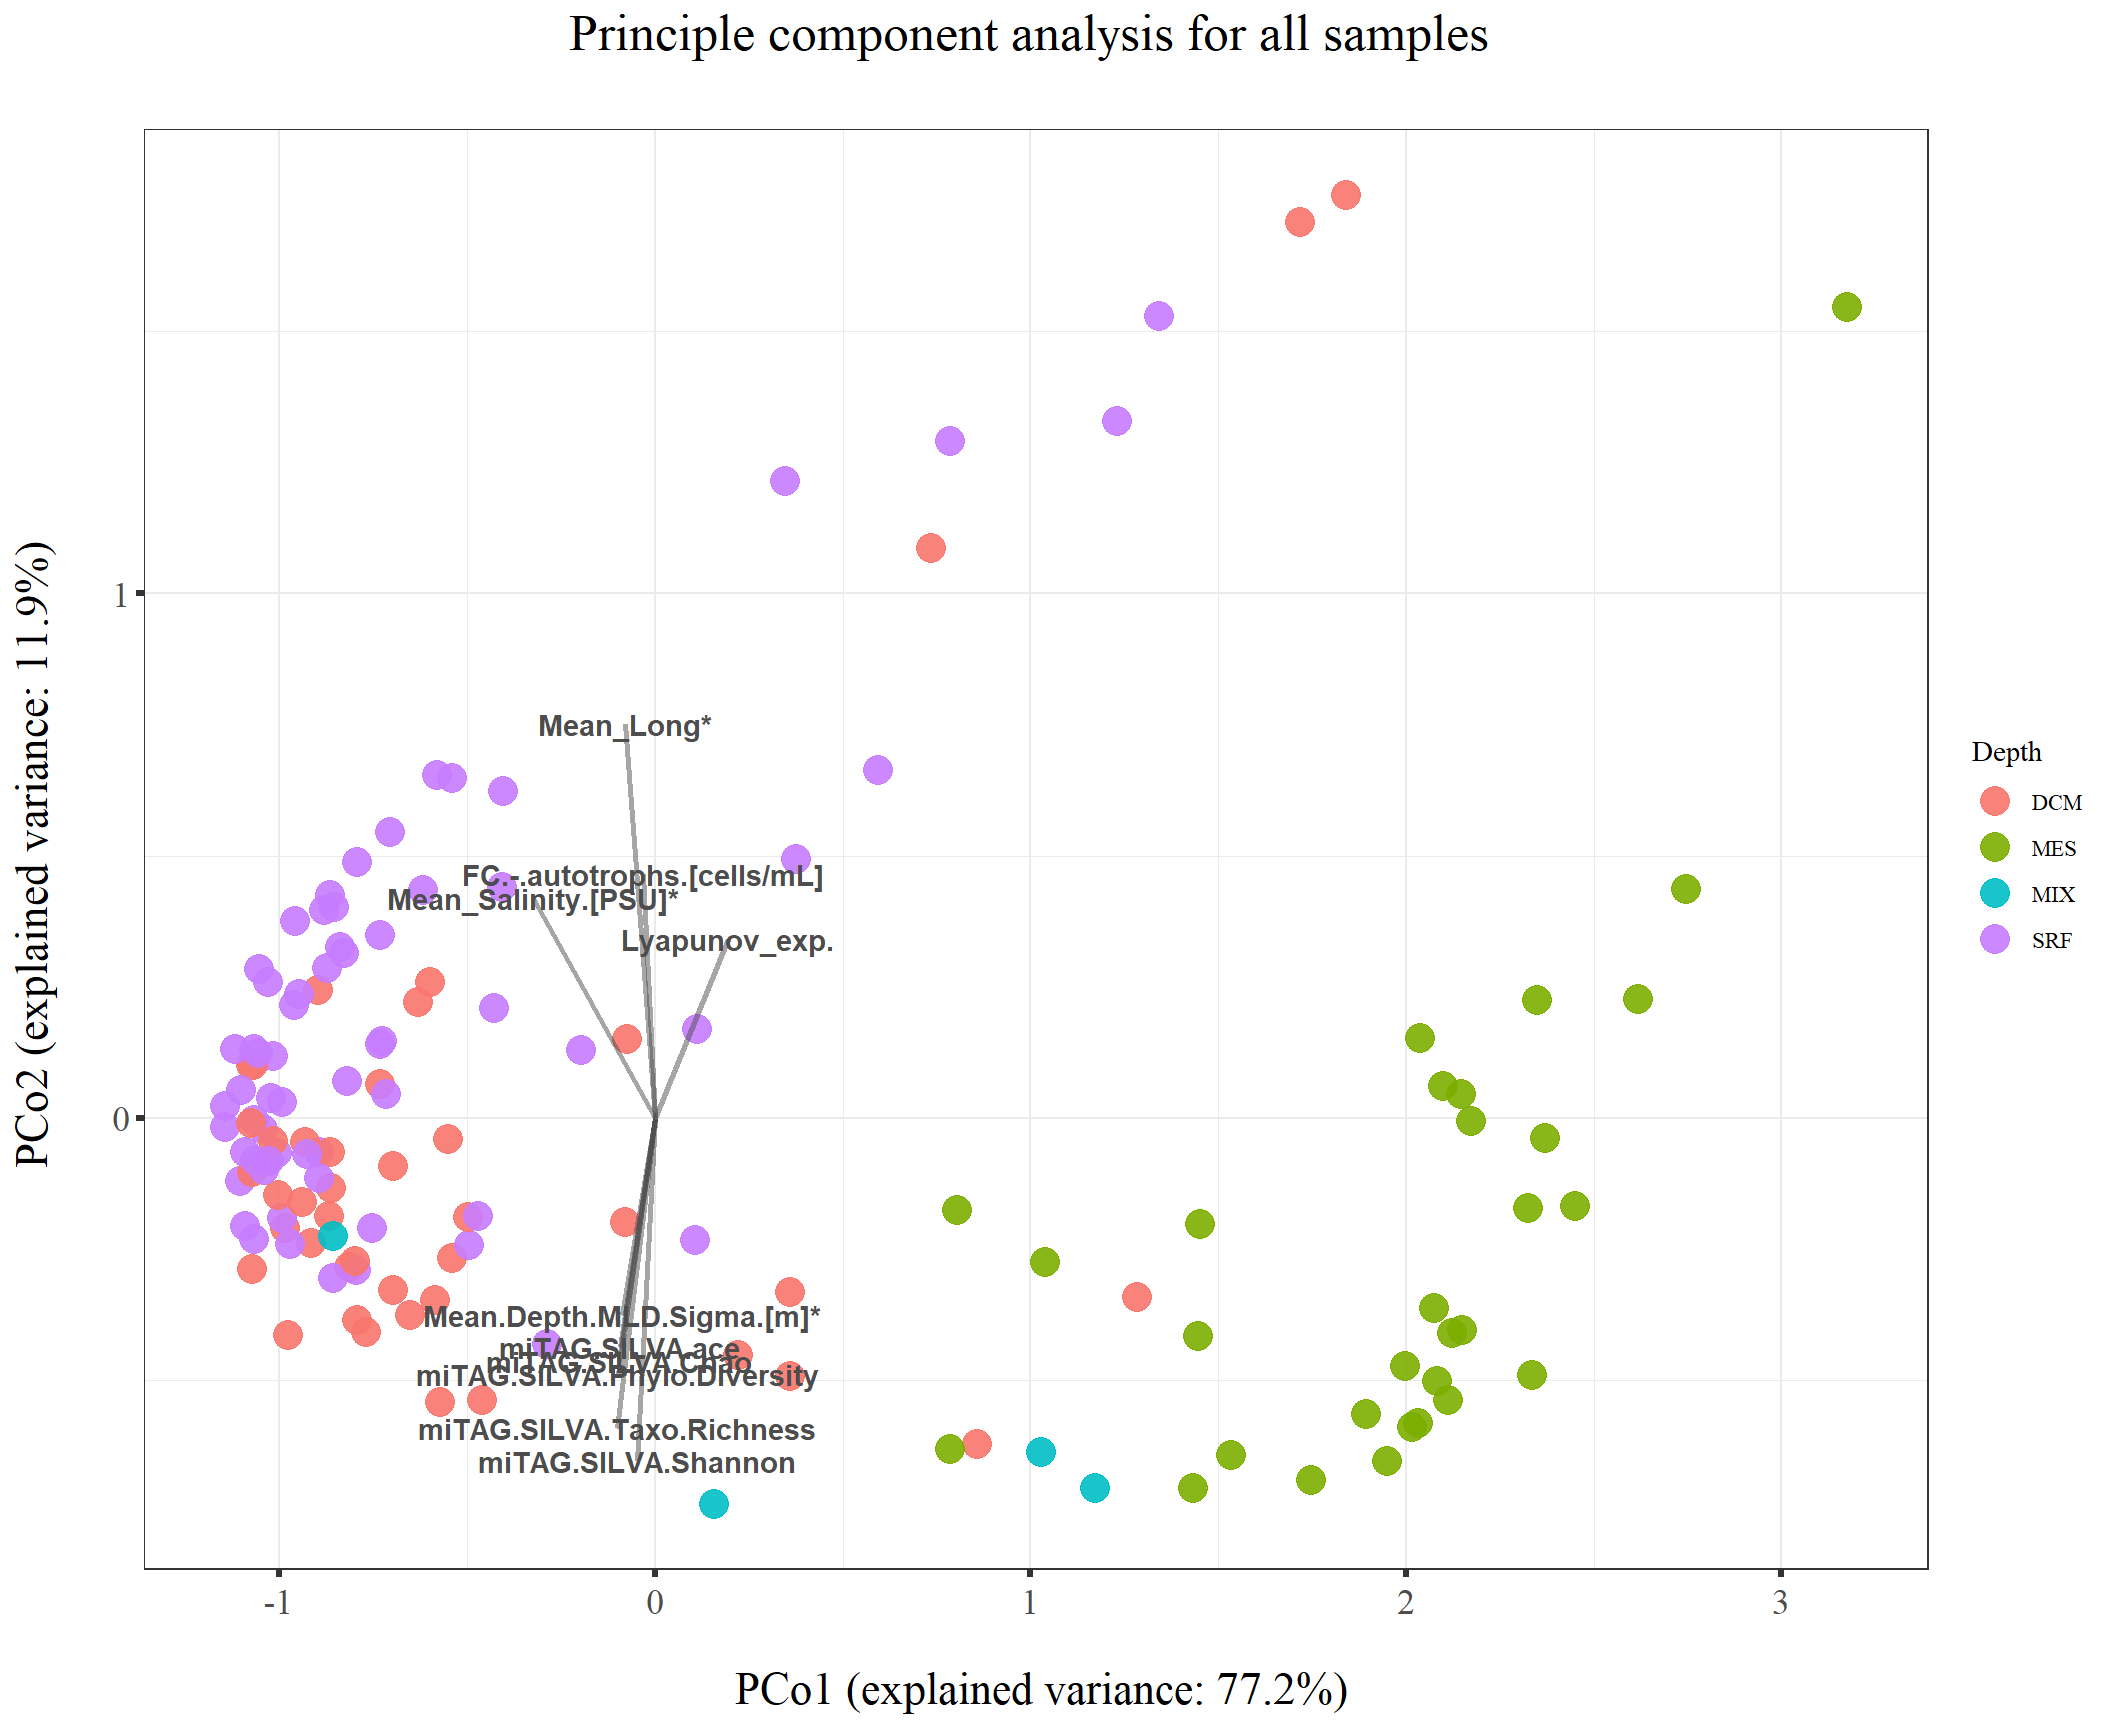 Principle component analysis for all samples
PCo2 (explained variance: 11.9%)
1
0
Mean_Long*
FC.-.autotrophs.[cells/mL]
Mean_Salinity.[PSU]*
Lyapunov_exp.
Mean.Depth.MLD.Sigma.[m]*
miTAG.SILVA.ace
miTAG.SILVA.Chao
miTAG.SILVA.Phylo.Diversity
miTAG.SILVA.Taxo.Richness
miTAG.SILVA.Shannon
Depth
DCM
MES
MIX
SRF
-1 0 1 2 3
PCo1 (explained variance: 77.2%)